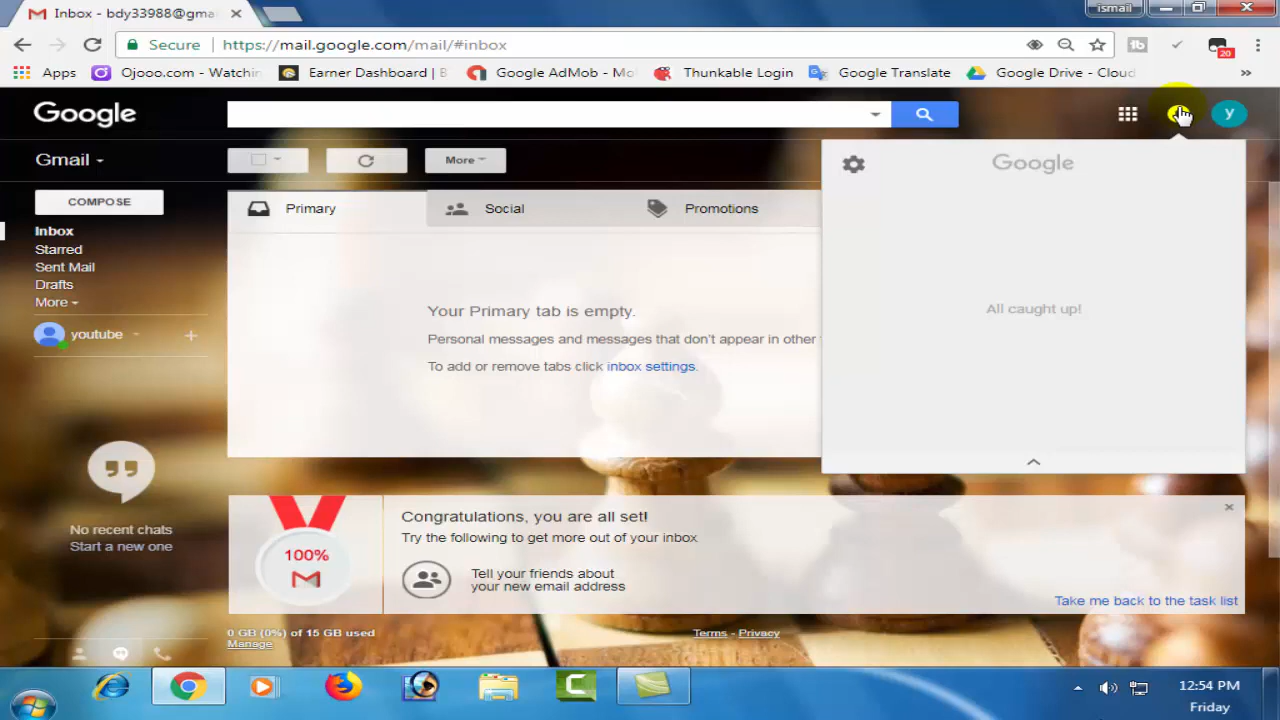 Inbox - bdy33988@gma
ismail
Secure
https://mail.google.com/mail/#inbox
20
Apps
Ojooo.com - Watchin
Earner Dashboard | B
Google AdMob - Mo
Thunkable Login
Google Translate
Google Drive - Cloud
Google
y
Gmail
More
Google
COMPOSE
Inbox
Starred
Sent Mail
Drafts
More
youtube
Primary
Social
Promotions
Your Primary tab is empty.
Personal messages and messages that don't appear in other
To add or remove tabs click inbox settings.
All caught up!
No recent chats
Start a new one
100%
Congratulations, you are all set!
Try the following to get more out of your inbox
Tell your friends about
your new email address
Take me back to the task list
0 GB (0%) of 15 GB used
Manage
Terms - Privacy
12:54 PM
Friday